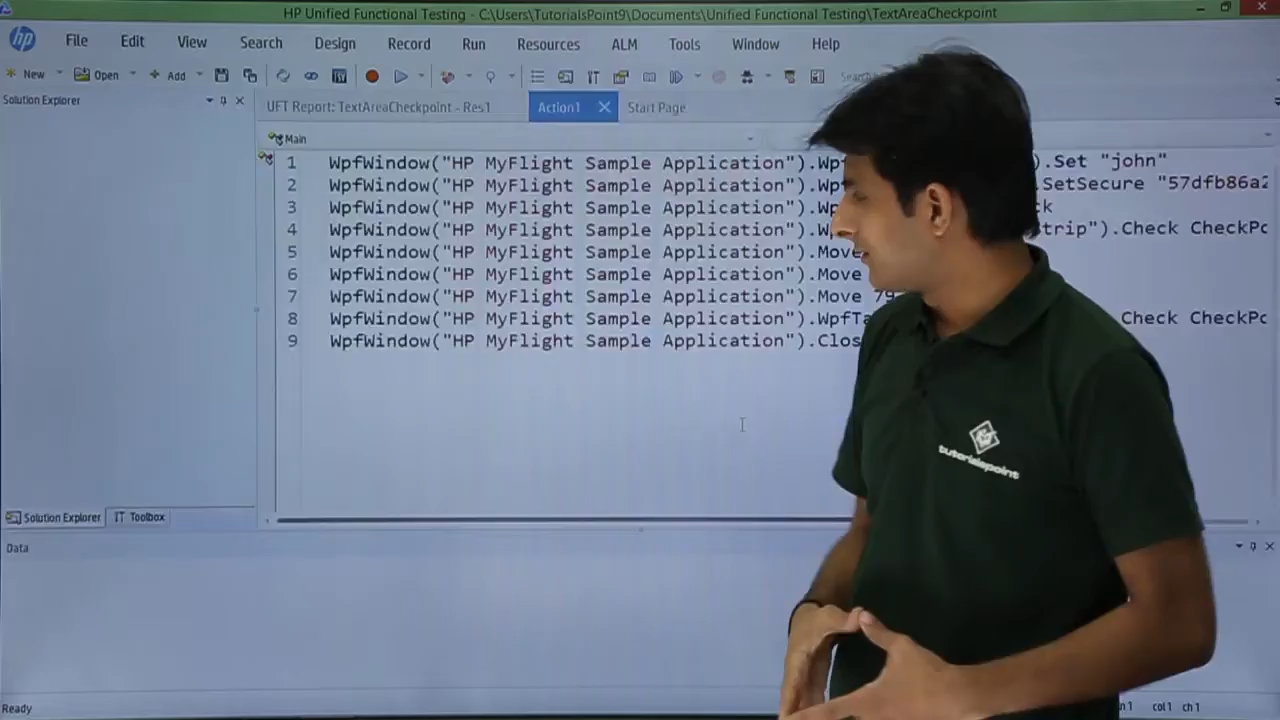 HP Unified Functional Testing - C:\Users\TutorialsPoint9\Documents\Unified Functional Testing\TextAreaCheckpoint
hp File Edit View Search Design Record Run Resources ALM Tools Window Help
New Open Add
Solution Explorer
UFT Report: TextAreaCheckpoint - Res1 Action1 Start Page
Main
1 WpfWindow("HP MyFlight Sample Application").Wp ).Set "john"
2 WpfWindow("HP MyFlight Sample Application").Wp .SetSecure "57dfb86a2
3 WpfWindow("HP MyFlight Sample Application").Wp ck
4 WpfWindow("HP MyFlight Sample Application").Wp trip").Check CheckPo
5 WpfWindow("HP MyFlight Sample Application").Move
6 WpfWindow("HP MyFlight Sample Application").Move
7 WpfWindow("HP MyFlight Sample Application").Move 79
8 WpfWindow("HP MyFlight Sample Application").WpfTa Check CheckPo
9 WpfWindow("HP MyFlight Sample Application").Clos
tutorialspoint
Solution Explorer Toolbox
Data
Ready col1 ch1